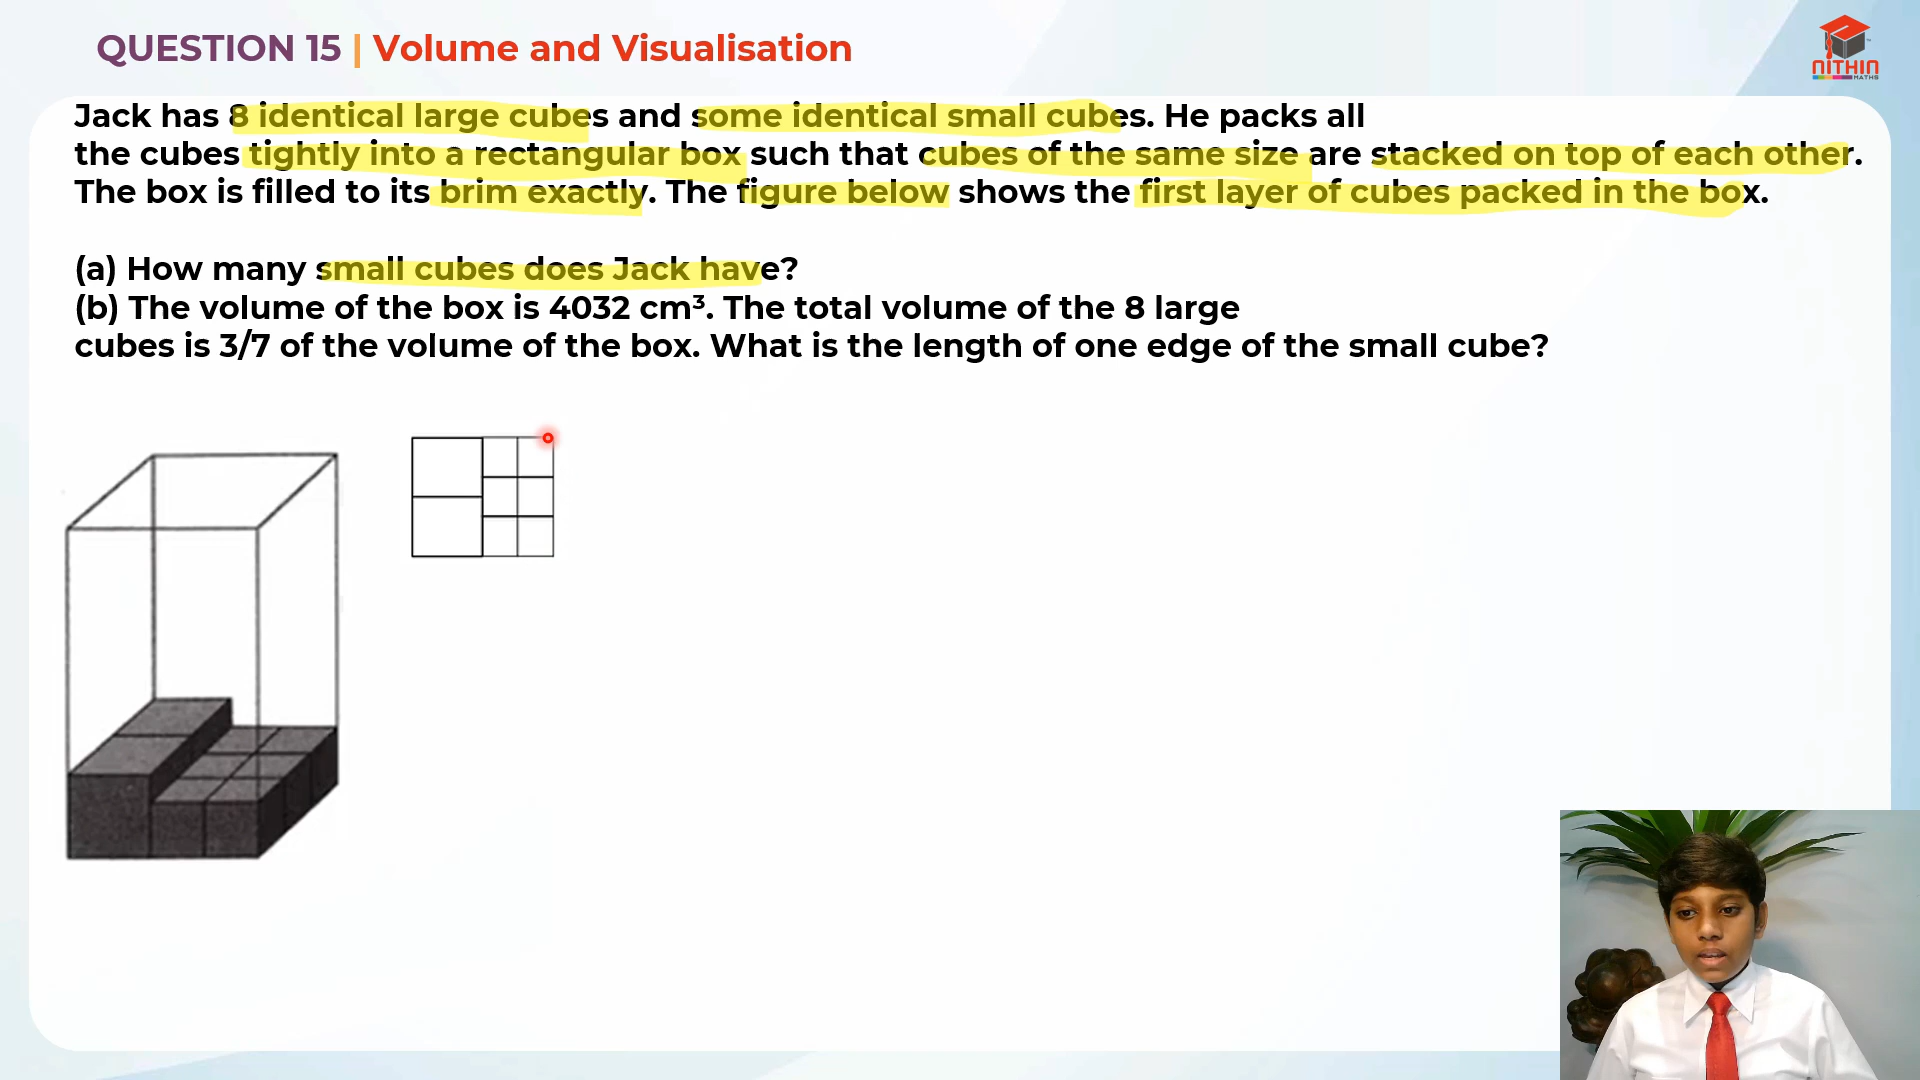 QUESTION 15 | Volume and Visualisation
NITHIN
MATHS
Jack has 8 identical large cubes and some identical small cubes. He packs all
the cubes tightly into a rectangular box such that cubes of the same size are stacked on top of each other.
The box is filled to its brim exactly. The figure below shows the first layer of cubes packed in the box.
(a) How many small cubes does Jack have?
(b) The volume of the box is 4032 cm³. The total volume of the 8 large
cubes is 3/7 of the volume of the box. What is the length of one edge of the small cube?